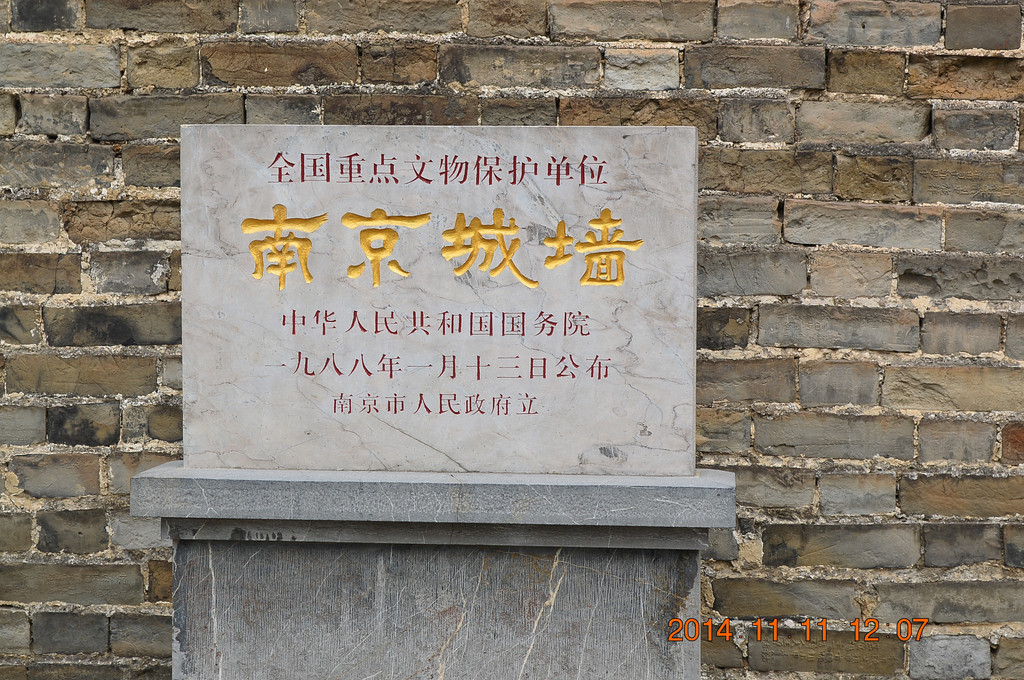 全国重点文物保护单位
南京城墙
中华人民共和国国务院
一九八八年一月十三日公布
南京市人民政府立
2014 11 11 12 07